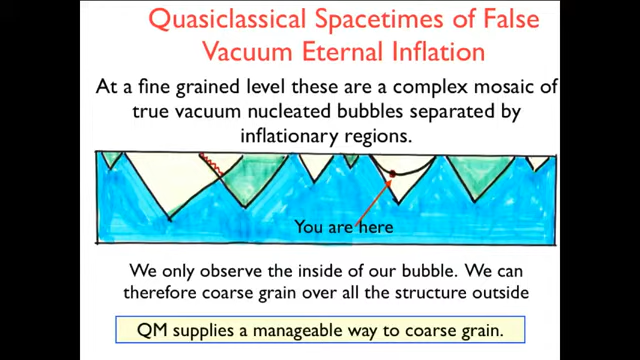 Quasiclassical Spacetimes of False
Vacuum Eternal Inflation
At a fine grained level these are a complex mosaic of
true vacuum nucleated bubbles separated by
inflationary regions.
You are here
We only observe the inside of our bubble. We can
therefore coarse grain over all the structure outside
QM supplies a manageable way to coarse grain.